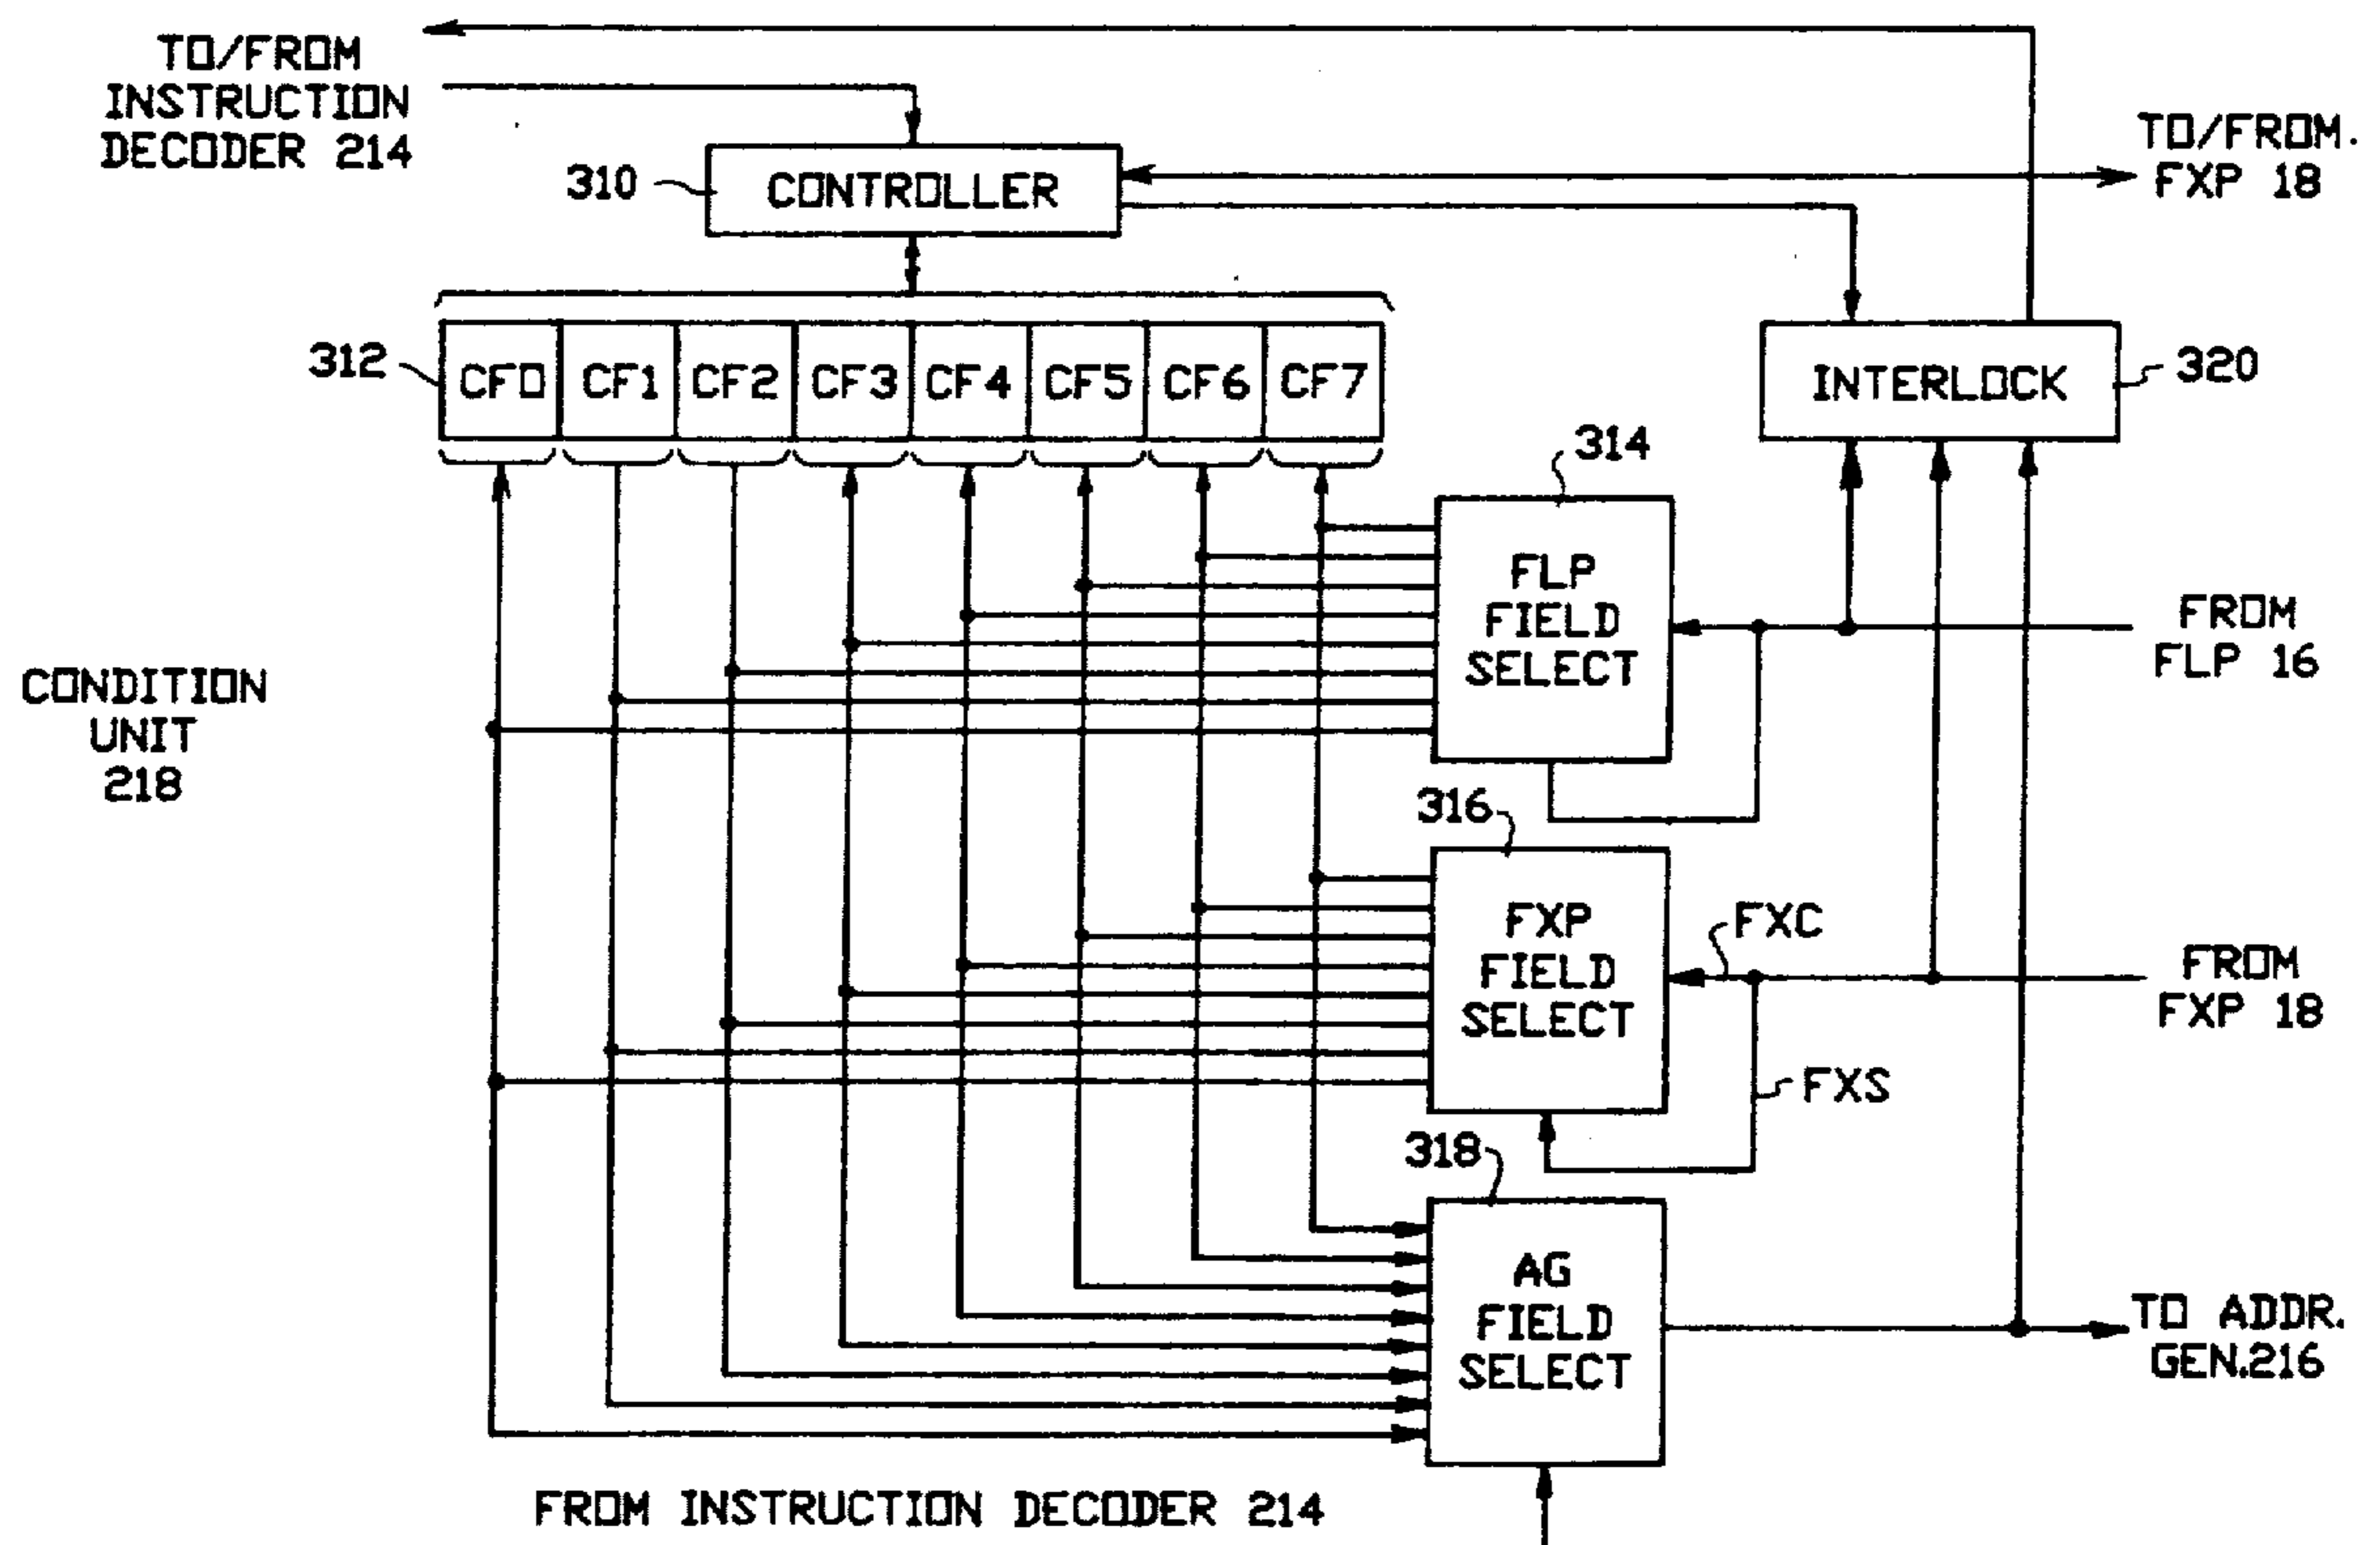 TO/FROM
INSTRUCTION
DECODER 214
TO/FROM.
FXP 18
310
CONTROLLER
312
CF0
CF1
CF2
CF3
CF4
CF5
CF6
CF7
INTERLOCK
320
314
FLP
FIELD
SELECT
FROM
FLP 16
CONDITION
UNIT
218
316
FXP
FIELD
SELECT
FXC
FROM
FXP 18
FXS
318
AG
FIELD
SELECT
TO ADDR.
GEN.216
FROM INSTRUCTION DECODER 214